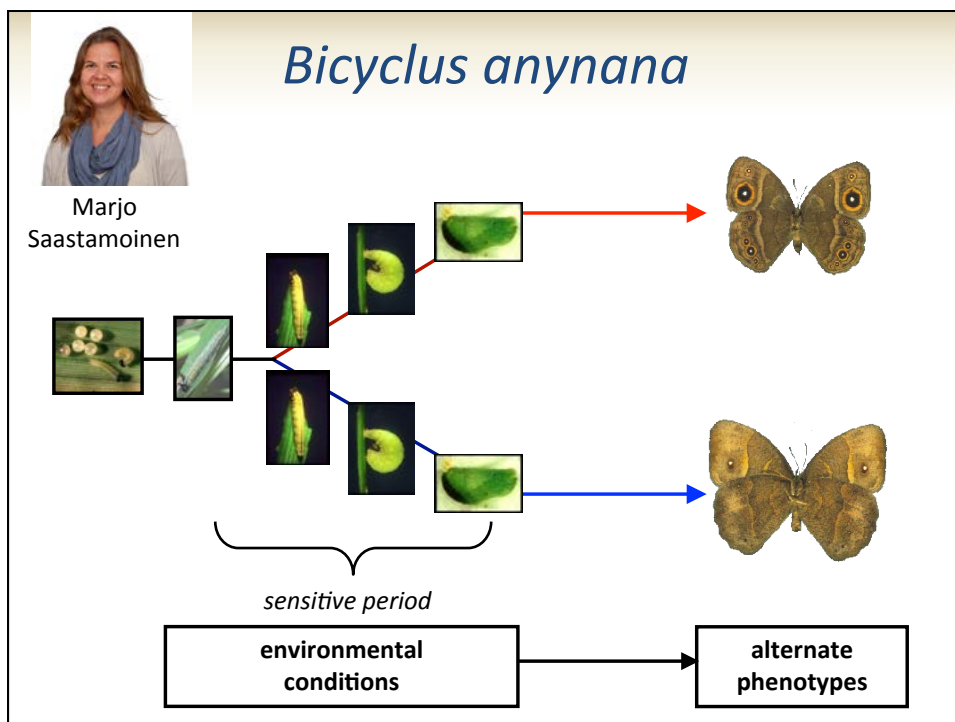 Bicyclus anynana
Marjo
Saastamoinen
sensitive period
environmental
conditions
alternate
phenotypes